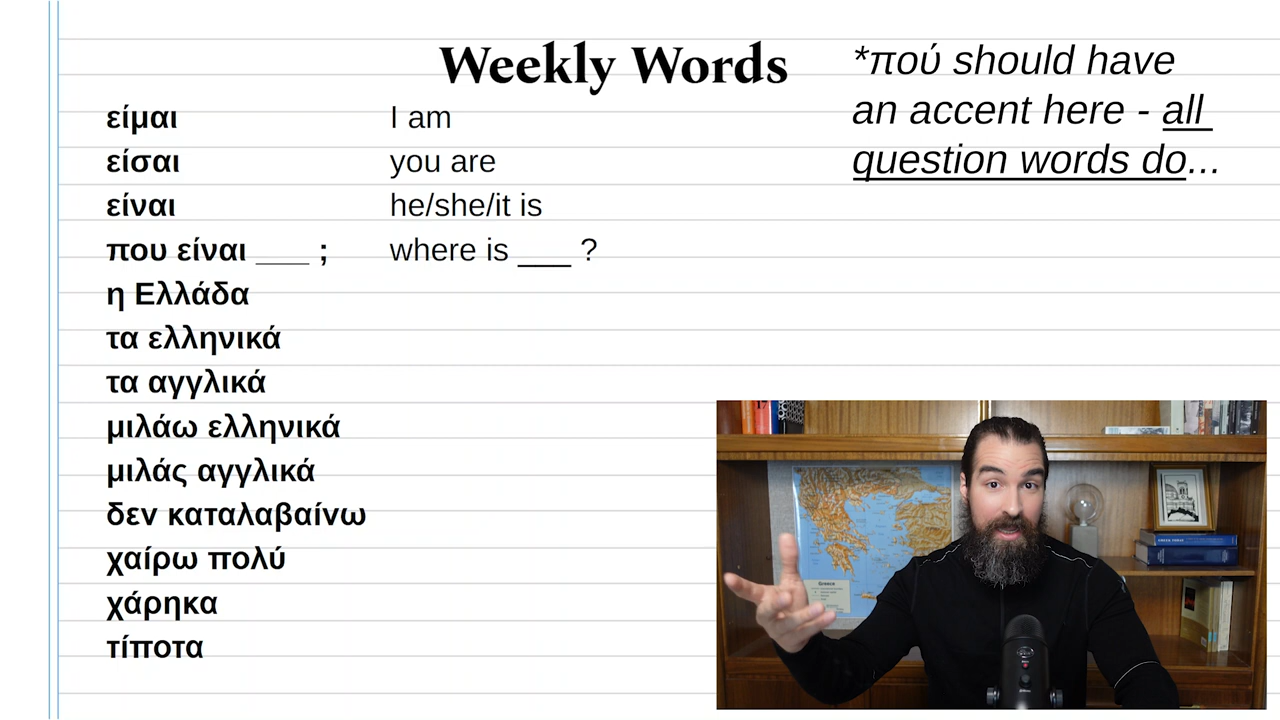 Weekly Words
*πού should have
an accent here - all
question words do...
είμαι I am
είσαι you are
είναι he/she/it is
που είναι ___ ; where is ___ ?
η Ελλάδα
τα ελληνικά
τα αγγλικά
μιλάω ελληνικά
μιλάς αγγλικά
δεν καταλαβαίνω
χαίρω πολύ
χάρηκα
τίποτα
17
Greece